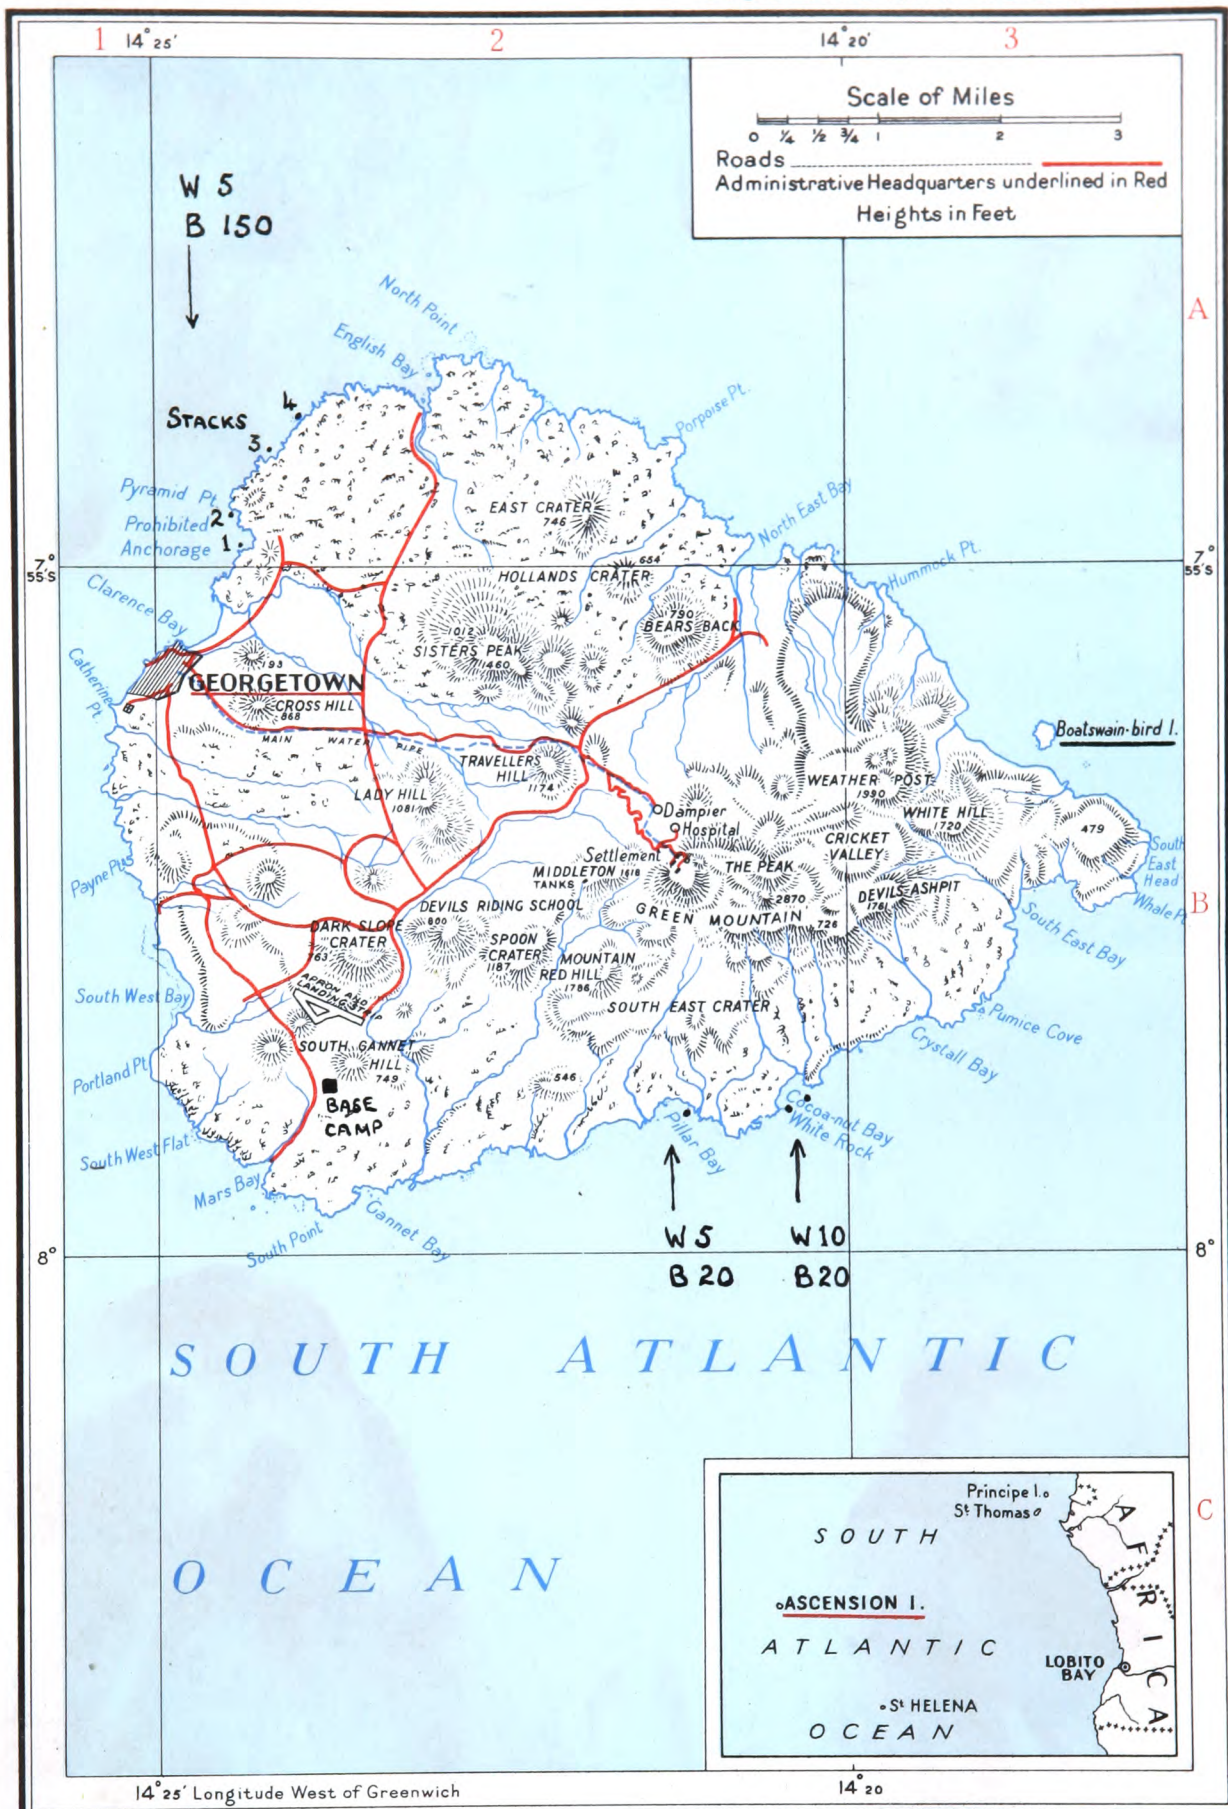 1
14° 25'
2
14° 20'
3
Scale of Miles
0 ¼ ½ ¾ 1 2 3
Roads
Administrative Headquarters underlined in Red
Heights in Feet
W 5
B 150
A
North Point
English Bay
4
STACKS
3.
Porpoise Pt.
Pyramid Pt.
EAST CRATER
746
North East Bay
Prohibited
Anchorage
2
1
7°
55's
654
HOLLANDS CRATER
Hummock Pt.
7°
55's
Clarence Bay
790
BEARS BACK
1012
SISTERS PEAK
1460
193
Catherine Pt.
GEORGETOWN
CROSS HILL
868
Boatswain-bird I.
MAIN WATER PIPE
TRAVELLERS
HILL
1174
WEATHER POST
1990
LADY HILL
1081
Dampier
Hospital
WHITE HILL
1720
479
CRICKET
VALLEY
South
East
Head
Settlement
MIDDLETON 1618
TANKS
THE PEAK
Payne Pt.
DEVILS ASHPIT
1761
Whale Pt.
B
2870
DEVILS RIDING SCHOOL
800
GREEN MOUNTAIN
726
DARK SLOPE
CRATER
763
SPOON
CRATER
1187
South East Bay
MOUNTAIN
RED HILL
1786
APRON AND
LANDING STRIP
South West Bay
SOUTH EAST CRATER
Pumice Cove
Crystall Bay
SOUTH GANNET
HILL
749
Portland Pt.
546
BASE
CAMP
Cocoa-nut Bay
White Rock
Pillar Bay
South West Flat
Mars Bay
South Point
Gannet Bay
W 5
B 20
W 10
B 20
8°
8°
SOUTH ATLANTIC
OCEAN
C
Principe I.
St Thomas
AFRICA
SOUTH
ASCENSION I.
ATLANTIC
LOBITO
BAY
St HELENA
OCEAN
14° 25' Longitude West of Greenwich
14° 20